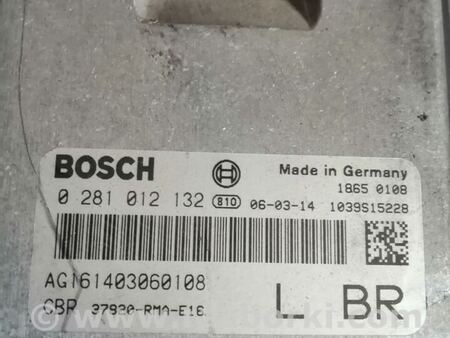 BOSCH
Made in Germany
1865 0108
0 281 012 132 810 06-03-14 1039S15228
AG161403060108
CBR 37820-RMA-E16
L BR